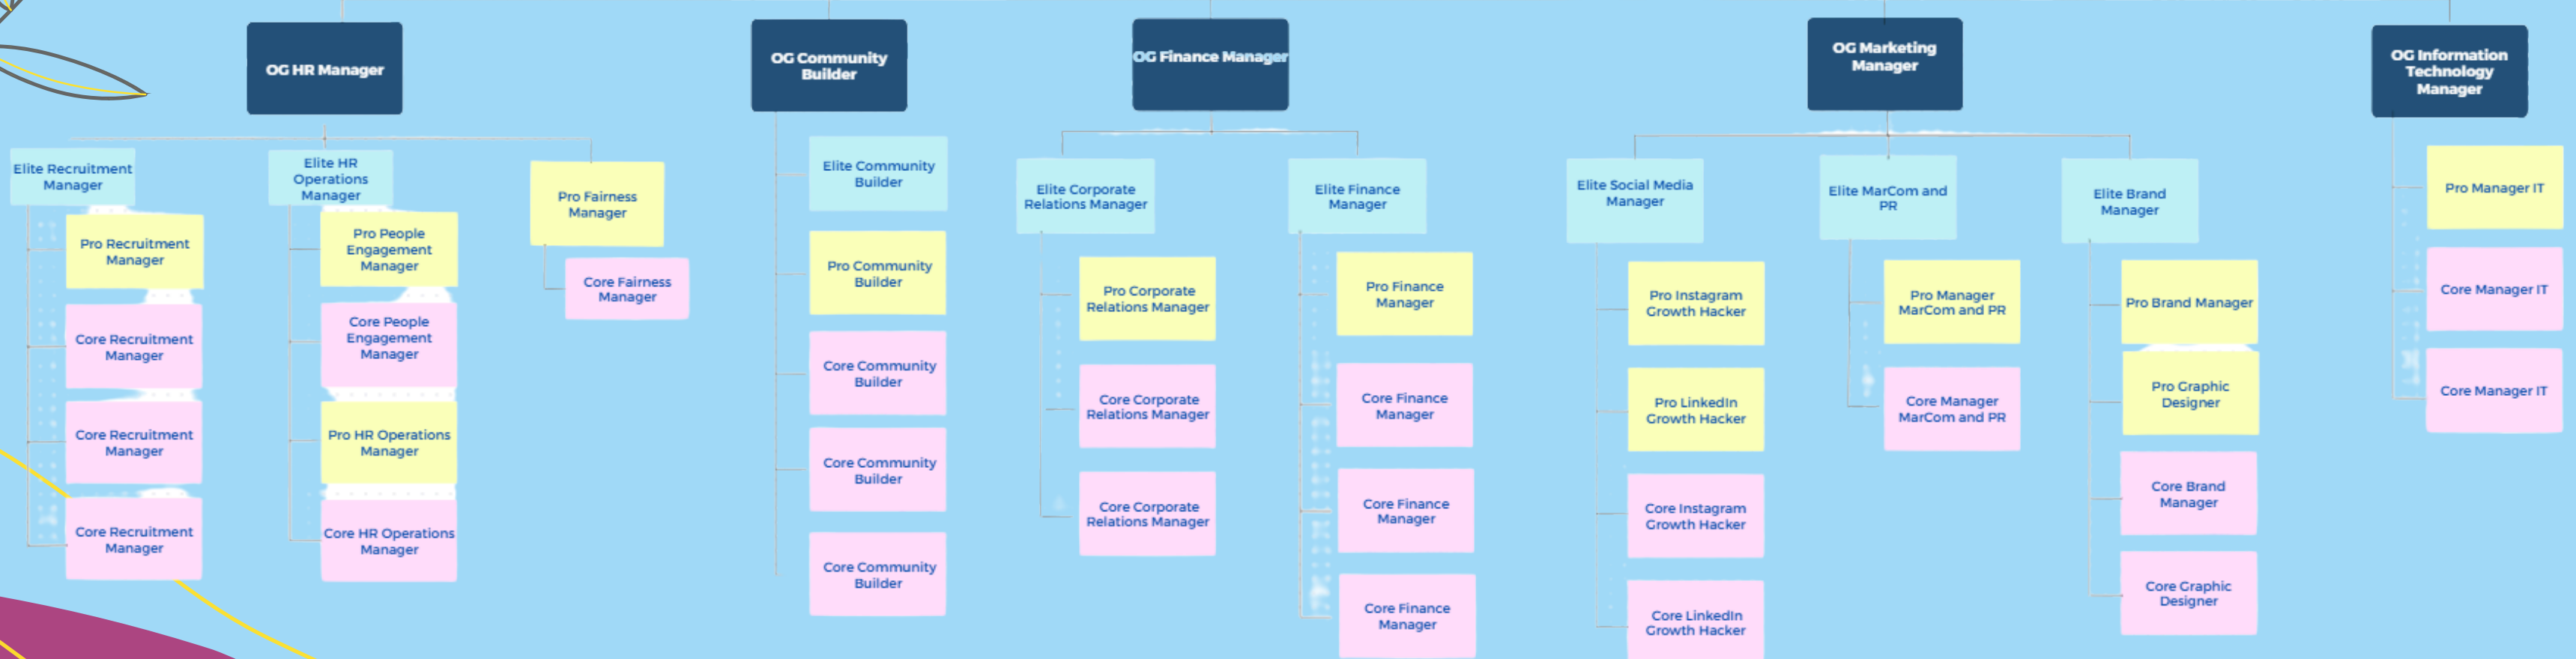 OG HR Manager
Elite Recruitment
Manager
Pro Recruitment
Manager
Core Recruitment
Manager
Core Recruitment
Manager
Core Recruitment
Manager
Elite HR
Operations
Manager
Pro People
Engagement
Manager
Core People
Engagement
Manager
Pro HR Operations
Manager
Core HR Operations
Manager
Pro Fairness
Manager
Core Fairness
Manager
OG Community
Builder
Elite Community
Builder
Pro Community
Builder
Core Community
Builder
Core Community
Builder
Core Community
Builder
OG Finance Manager
Elite Corporate
Relations Manager
Pro Corporate
Relations Manager
Core Corporate
Relations Manager
Core Corporate
Relations Manager
Elite Finance
Manager
Pro Finance
Manager
Core Finance
Manager
Core Finance
Manager
Core Finance
Manager
OG Marketing
Manager
Elite Social Media
Manager
Pro Instagram
Growth Hacker
Pro LinkedIn
Growth Hacker
Core Instagram
Growth Hacker
Core LinkedIn
Growth Hacker
Elite MarCom and
PR
Pro Manager
MarCom and PR
Core Manager
MarCom and PR
Elite Brand
Manager
Pro Brand Manager
Pro Graphic
Designer
Core Brand
Manager
Core Graphic
Designer
OG Information
Technology
Manager
Pro Manager IT
Core Manager IT
Core Manager IT